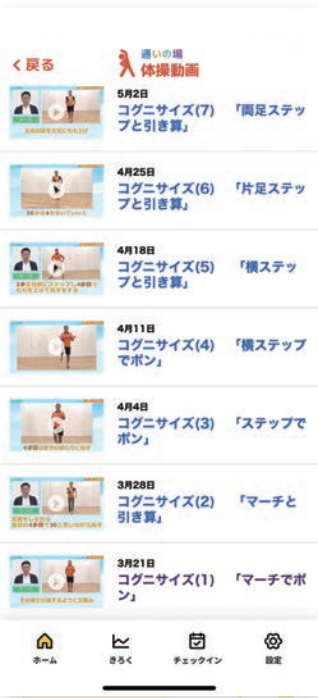 く戻る
通いの場
体操動画
5月2日
コグニサイズ(7) 「両足ステッ
プと引き算」
4月25日
コグニサイズ(6) 「片足ステッ
プと引き算」
4月18日
コグニサイズ(5) 「横ステッ
プと引き算」
4月11日
コグニサイズ(4) 「横ステップ
でポン」
4月4日
コグニサイズ(3) 「ステップで
ポン」
3月28日
コグニサイズ(2) 「マーチと
引き算」
3月21日
コグニサイズ(1) 「マーチでポ
ン」
ホーム
きろく
チェックイン
設定